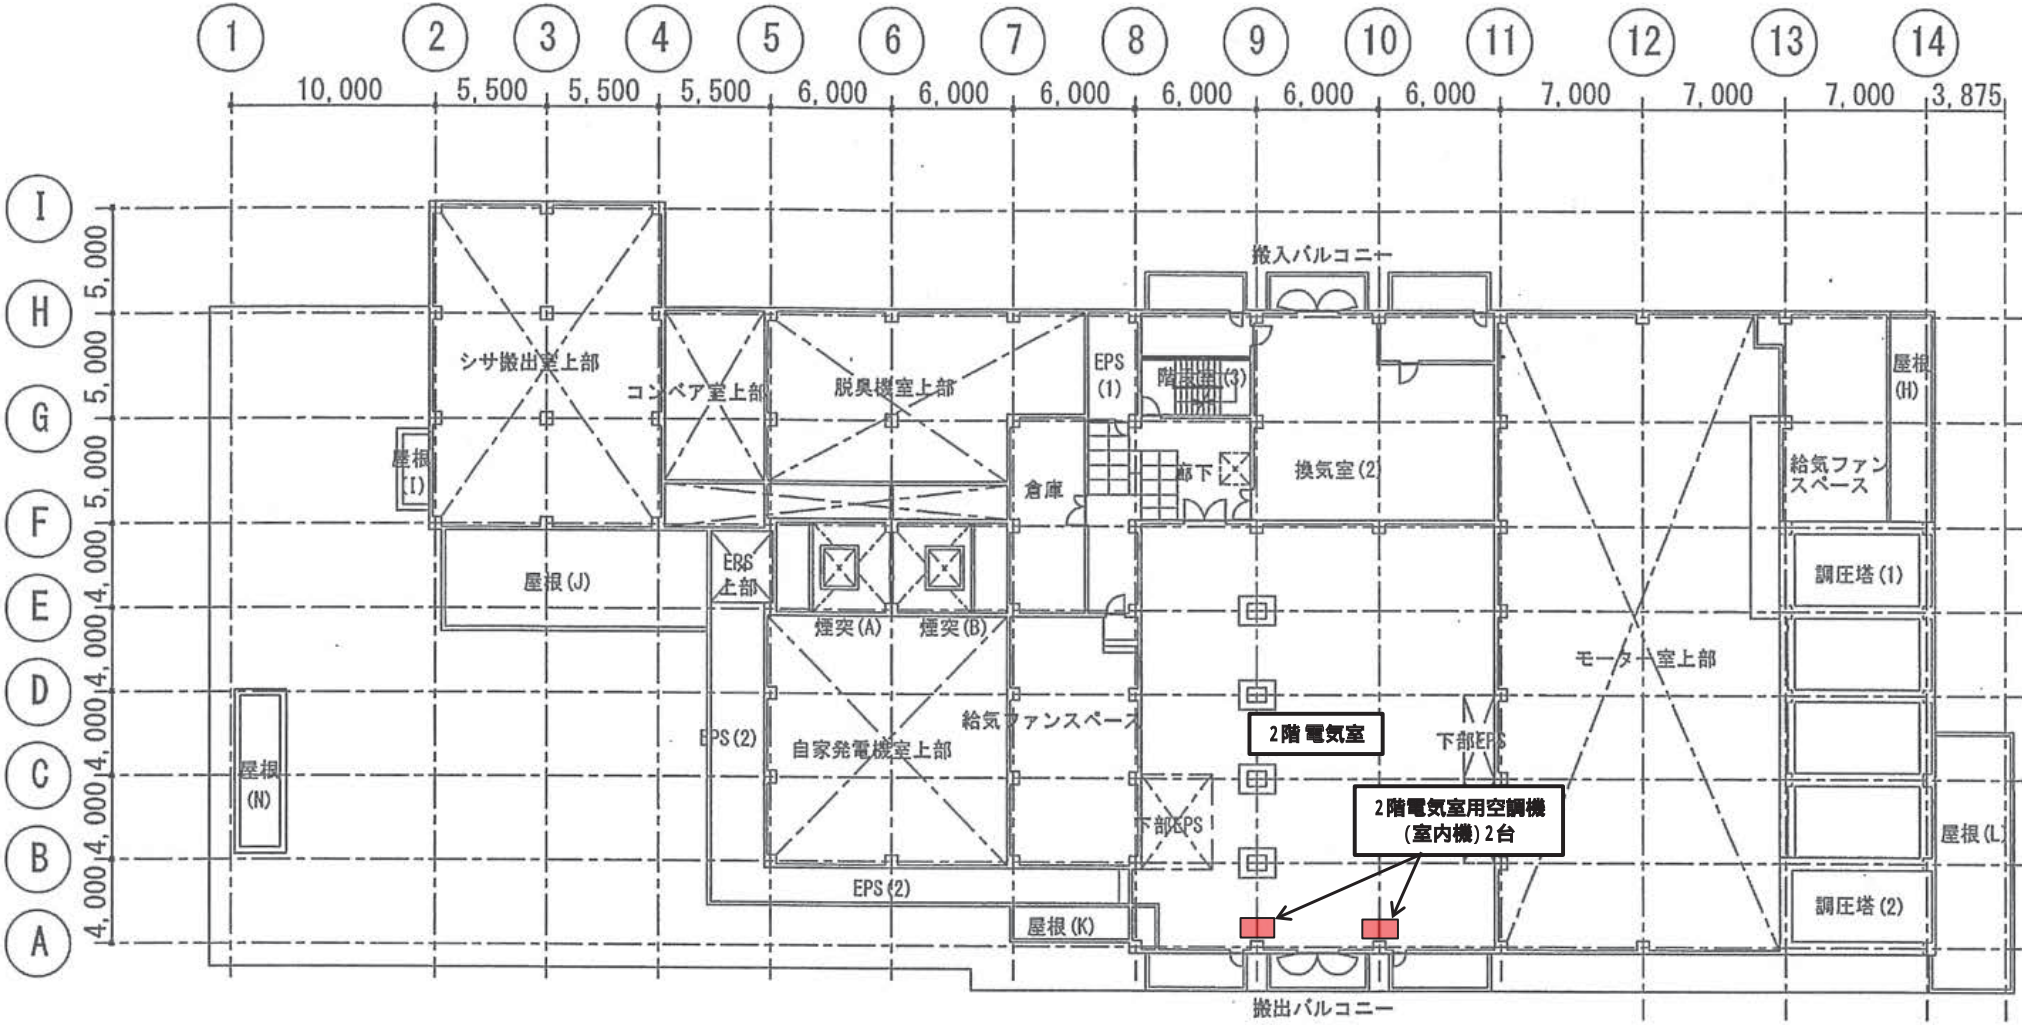 1 2 3 4 5 6 7 8 9 10 11 12 13 14
10,000 5,500 5,500 5,500 6,000 6,000 6,000 6,000 6,000 6,000 7,000 7,000 7,000 3,875
I
5,000
H
5,000
G
5,000
F
4,000
E
4,000
D
4,000
C
4,000
B
4,000
A
搬入バルコニー
シサ搬出室上部
コンベア室上部
脱臭機室上部
EPS
(1)
階段室(3)
屋根
(H)
屋根
(I)
倉庫
廊下
換気室(2)
給気ファン
スペース
屋根(J)
EPS
上部
煙突(A)
煙突(B)
調圧塔(1)
モーター室上部
EPS(2)
自家発電機室上部
給気ファンスペース
2階 電気室
下部EPS
屋根
(N)
2階電気室用空調機
(室内機)2台
下部EPS
屋根(L)
EPS(2)
屋根(K)
調圧塔(2)
搬出バルコニー